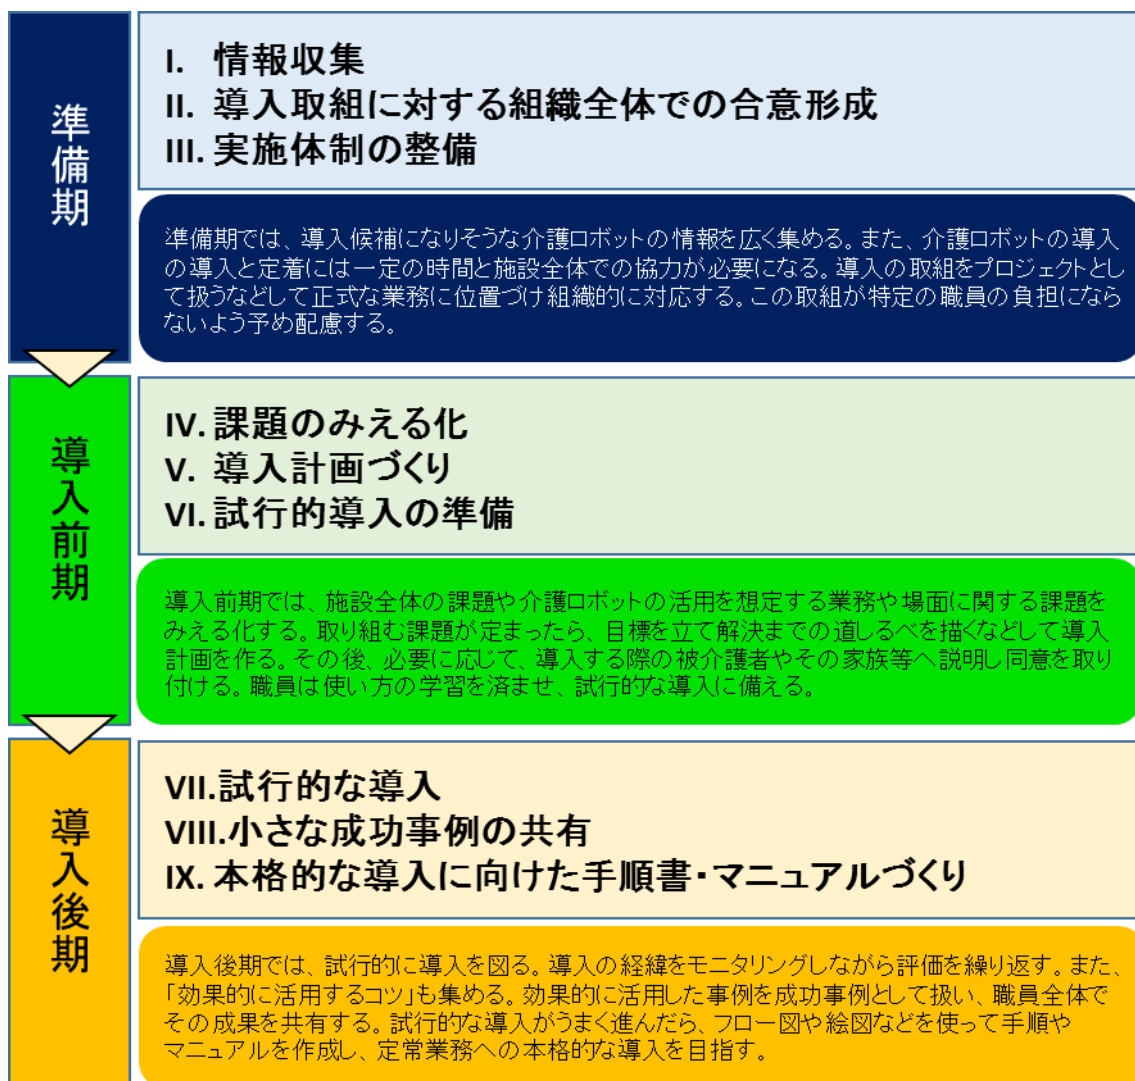 準備期
I. 情報収集
II. 導入取組に対する組織全体での合意形成
III. 実施体制の整備
準備期では、導入候補になりそうな介護ロボットの情報を広く集める。また、介護ロボットの導入
の導入と定着には一定の時間と施設全体での協力が必要になる。導入の取組をプロジェクトとし
て扱うなどして正式な業務に位置づけ組織的に対応する。この取組が特定の職員の負担になら
ないよう予め配慮する。
導入前期
IV. 課題のみえる化
V. 導入計画づくり
VI. 試行的導入の準備
導入前期では、施設全体の課題や介護ロボットの活用を想定する業務や場面に関する課題を
みえる化する。取り組む課題が定まったら、目標を立て解決までの道しるべを描くなどして導入
計画を作る。その後、必要に応じて、導入する際の被介護者やその家族等へ説明し同意を取り
付ける。職員は使い方の学習を済ませ、試行的な導入に備える。
導入後期
VII.試行的な導入
VIII.小さな成功事例の共有
IX. 本格的な導入に向けた手順書・マニュアルづくり
導入後期では、試行的に導入を図る。導入の経緯をモニタリングしながら評価を繰り返す。また、
「効果的に活用するコツ」も集める。効果的に活用した事例を成功事例として扱い、職員全体で
その成果を共有する。試行的な導入がうまく進んだら、フロー図や絵図などを使って手順や
マニュアルを作成し、定常業務への本格的な導入を目指す。